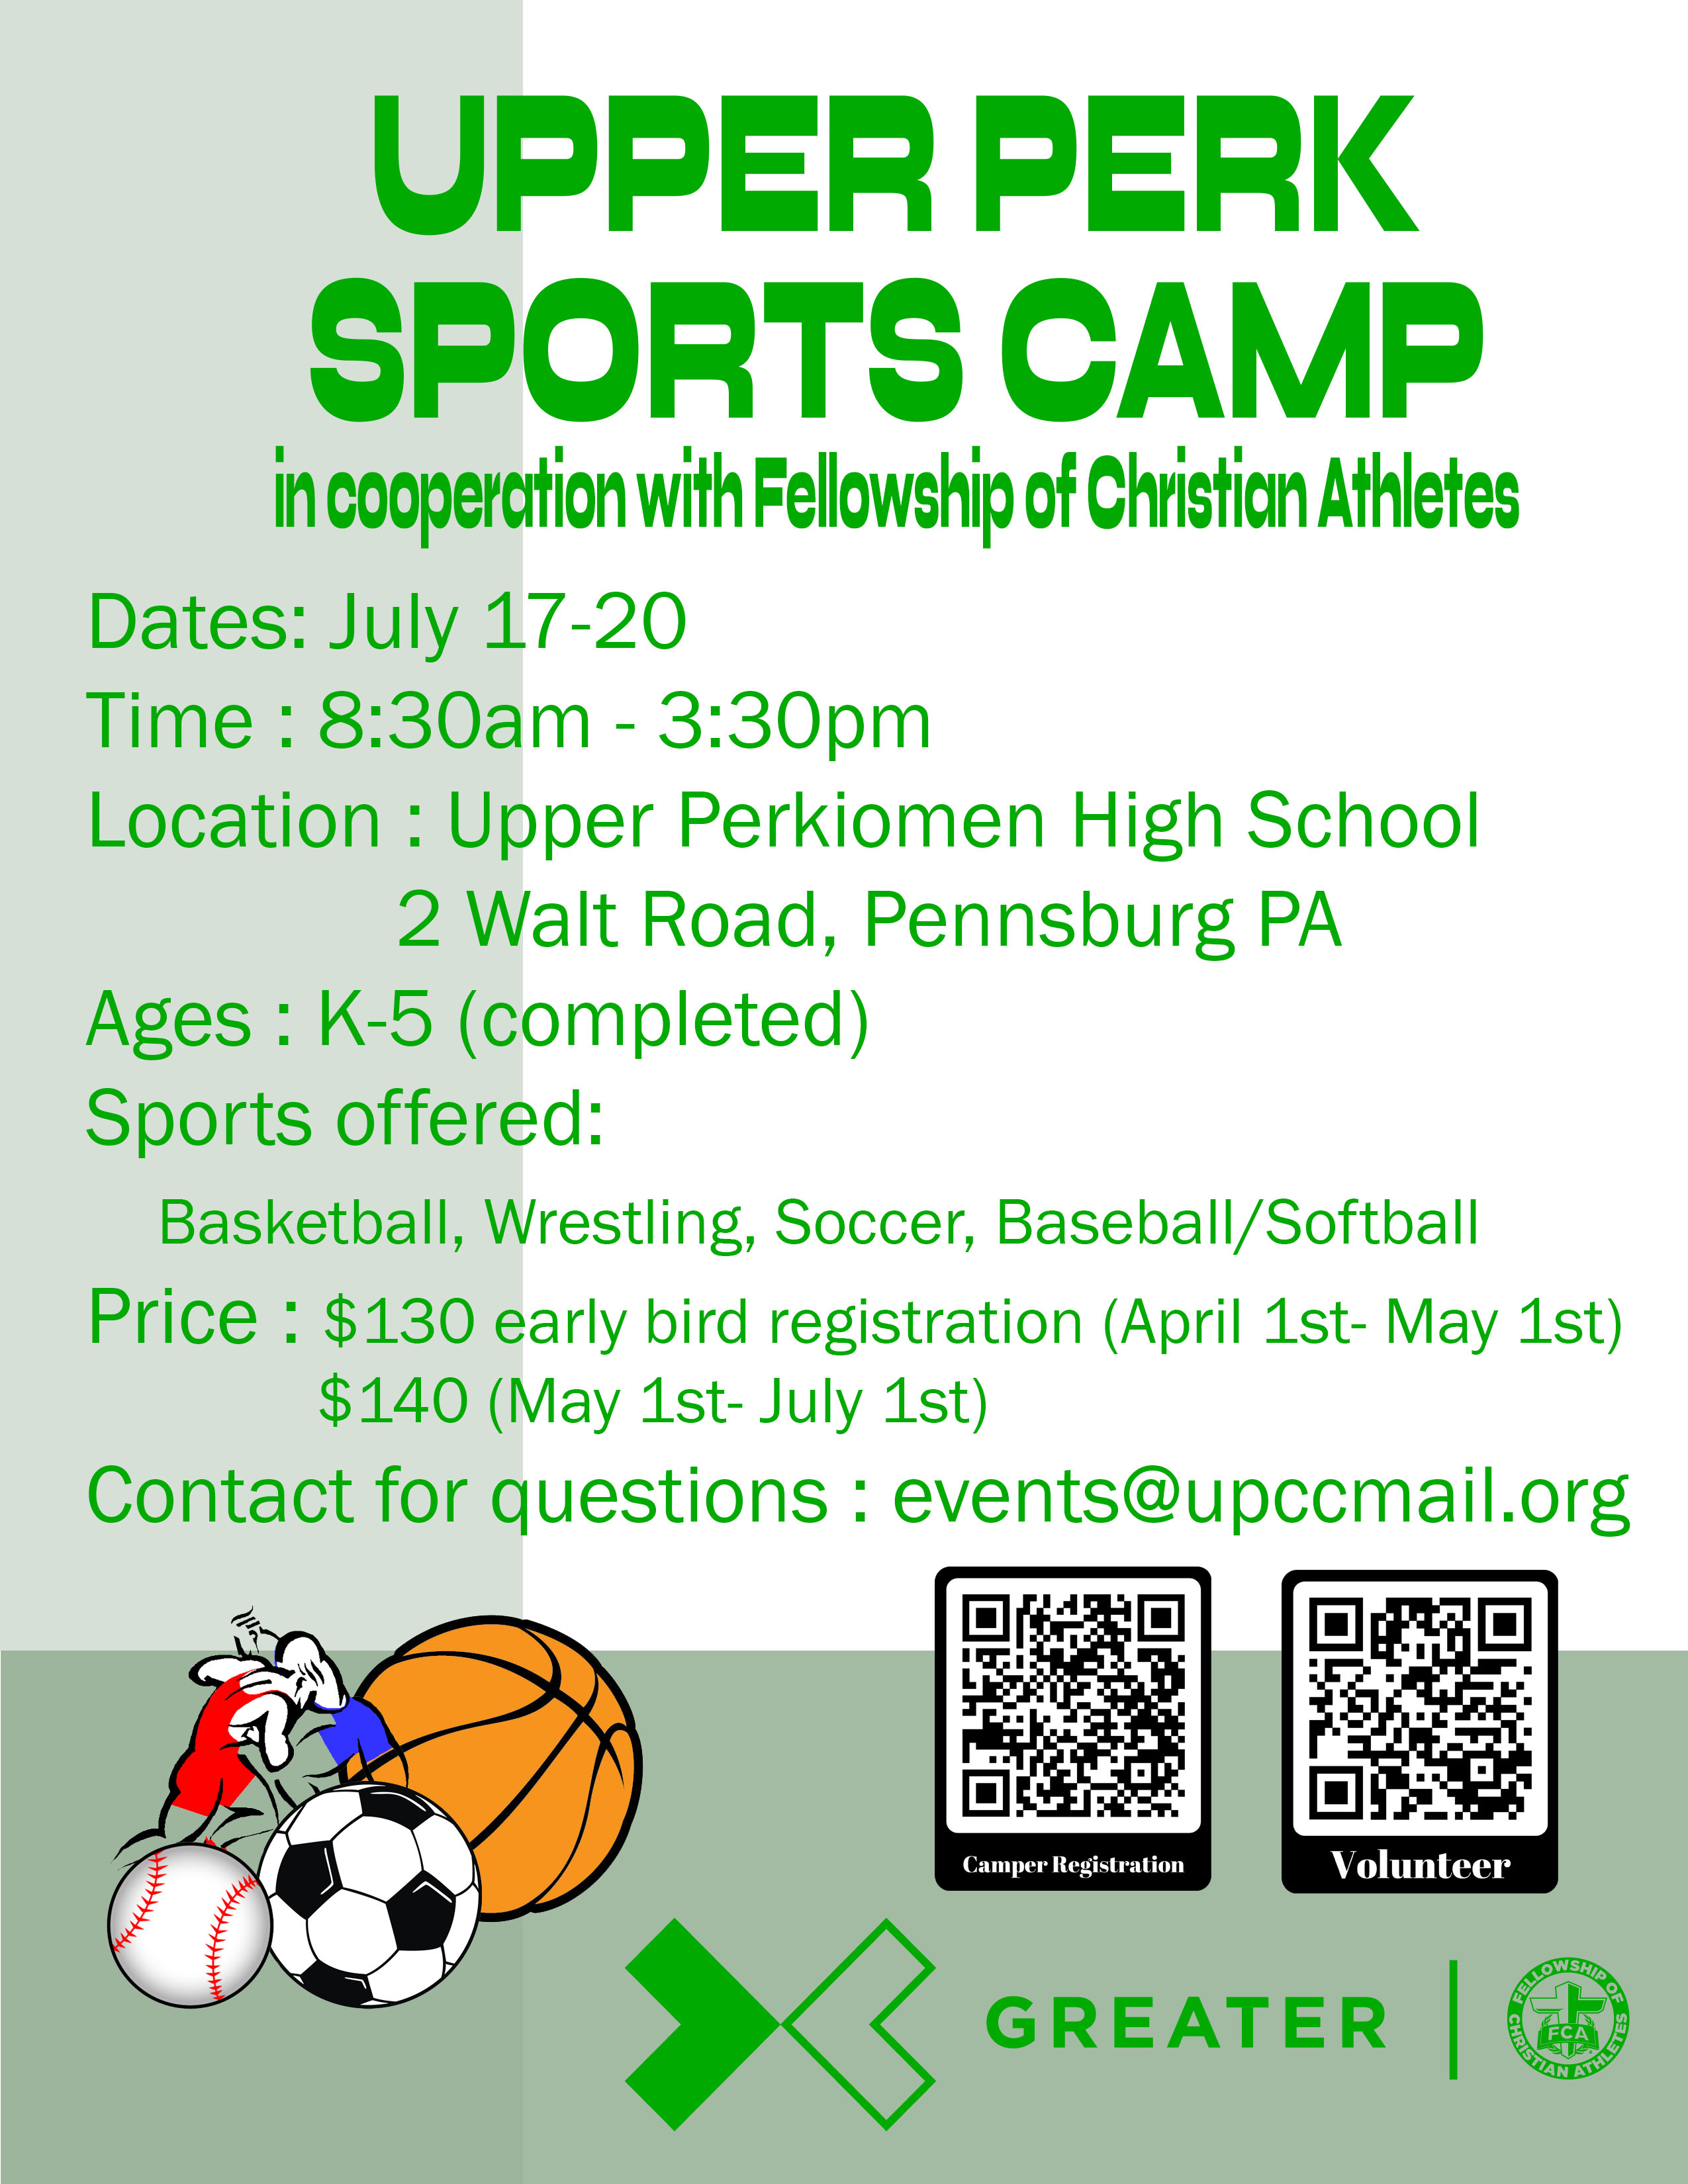 UPPER PERK
SPORTS CAMP
in cooperation with Fellowship of Christian Athletes
Dates: July 17-20
Time : 8:30am - 3:30pm
Location : Upper Perkiomen High School
2 Walt Road, Pennsburg PA
Ages : K-5 (completed)
Sports offered:
Basketball, Wrestling, Soccer, Baseball/Softball
Price : $130 early bird registration (April 1st- May 1st)
$140 (May 1st- July 1st)
Contact for questions : events@upccmail.org
Camper Registration
Volunteer
GREATER
FELLOWSHIP OF
CHRISTIAN ATHLETES
FCA